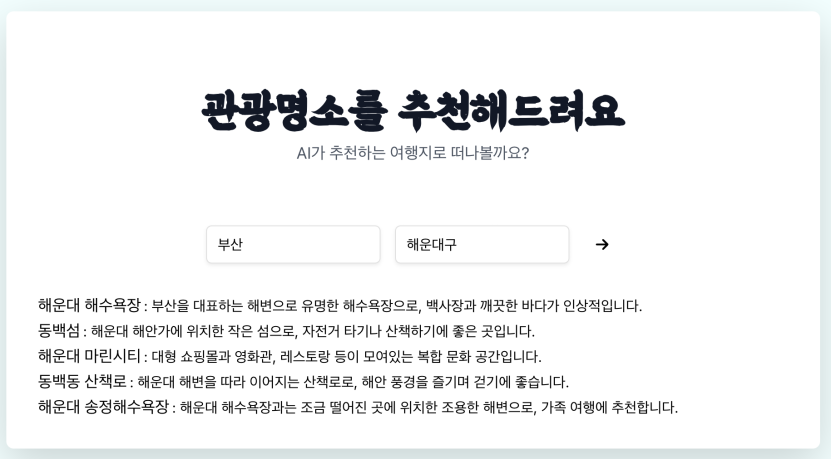 관광명소를 추천해드려요
AI가 추천하는 여행지로 떠나볼까요?
부산
해운대구
해운대 해수욕장 : 부산을 대표하는 해변으로 유명한 해수욕장으로, 백사장과 깨끗한 바다가 인상적입니다.
동백섬 : 해운대 해안가에 위치한 작은 섬으로, 자전거 타기나 산책하기에 좋은 곳입니다.
해운대 마린시티 : 대형 쇼핑몰과 영화관, 레스토랑 등이 모여있는 복합 문화 공간입니다.
동백동 산책로 : 해운대 해변을 따라 이어지는 산책로로, 해안 풍경을 즐기며 걷기에 좋습니다.
해운대 송정해수욕장 : 해운대 해수욕장과는 조금 떨어진 곳에 위치한 조용한 해변으로, 가족 여행에 추천합니다.